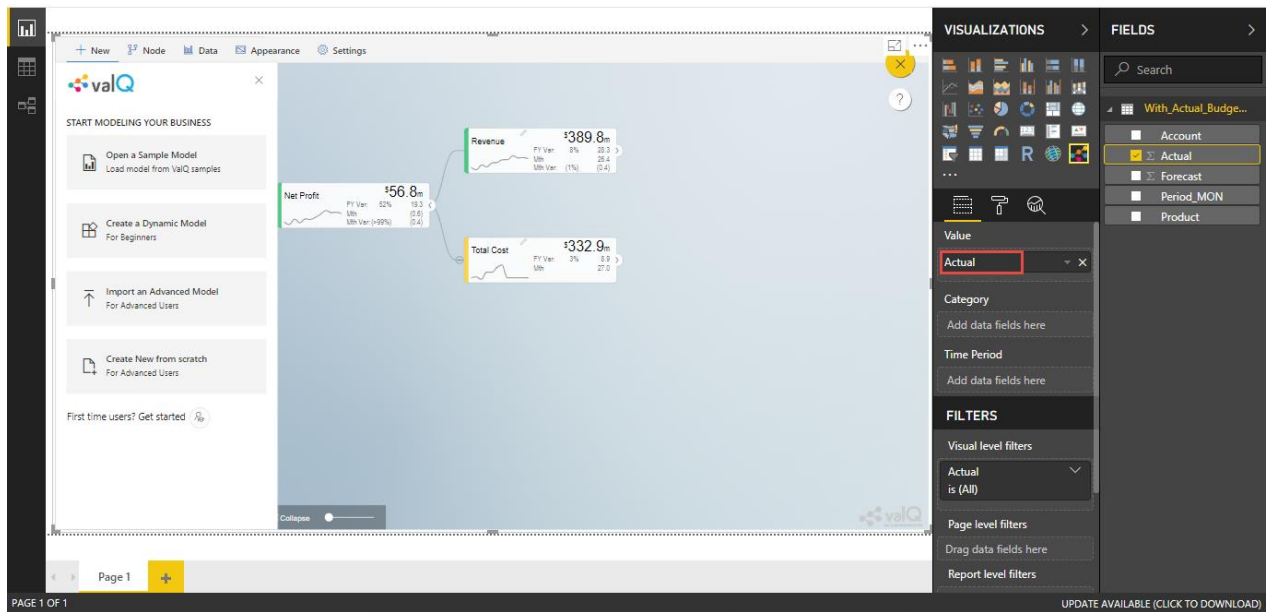 + New Node Data Appearance Settings
valQ
START MODELING YOUR BUSINESS
Open a Sample Model
Load model from ValQ samples
Create a Dynamic Model
For Beginners
Import an Advanced Model
For Advanced Users
Create New from scratch
For Advanced Users
First time users? Get started
Net Profit $56.8m
FY Var 52% 19.3
Mth (0.6)
Mth Var (>99%) (0.4)
Revenue $389.8m
FY Var 8% 28.3
Mth 26.4
Mth Var (1%) (0.4)
Total Cost $332.9m
FY Var 3% 8.9
Mth 27.0
Collapse
valQ
Page 1
PAGE 1 OF 1
VISUALIZATIONS
R
Value
Actual
Category
Add data fields here
Time Period
Add data fields here
FILTERS
Visual level filters
Actual
is (All)
Page level filters
Drag data fields here
Report level filters
FIELDS
Search
With_Actual_Budge...
Account
Σ Actual
Σ Forecast
Period_MON
Product
UPDATE AVAILABLE (CLICK TO DOWNLOAD)